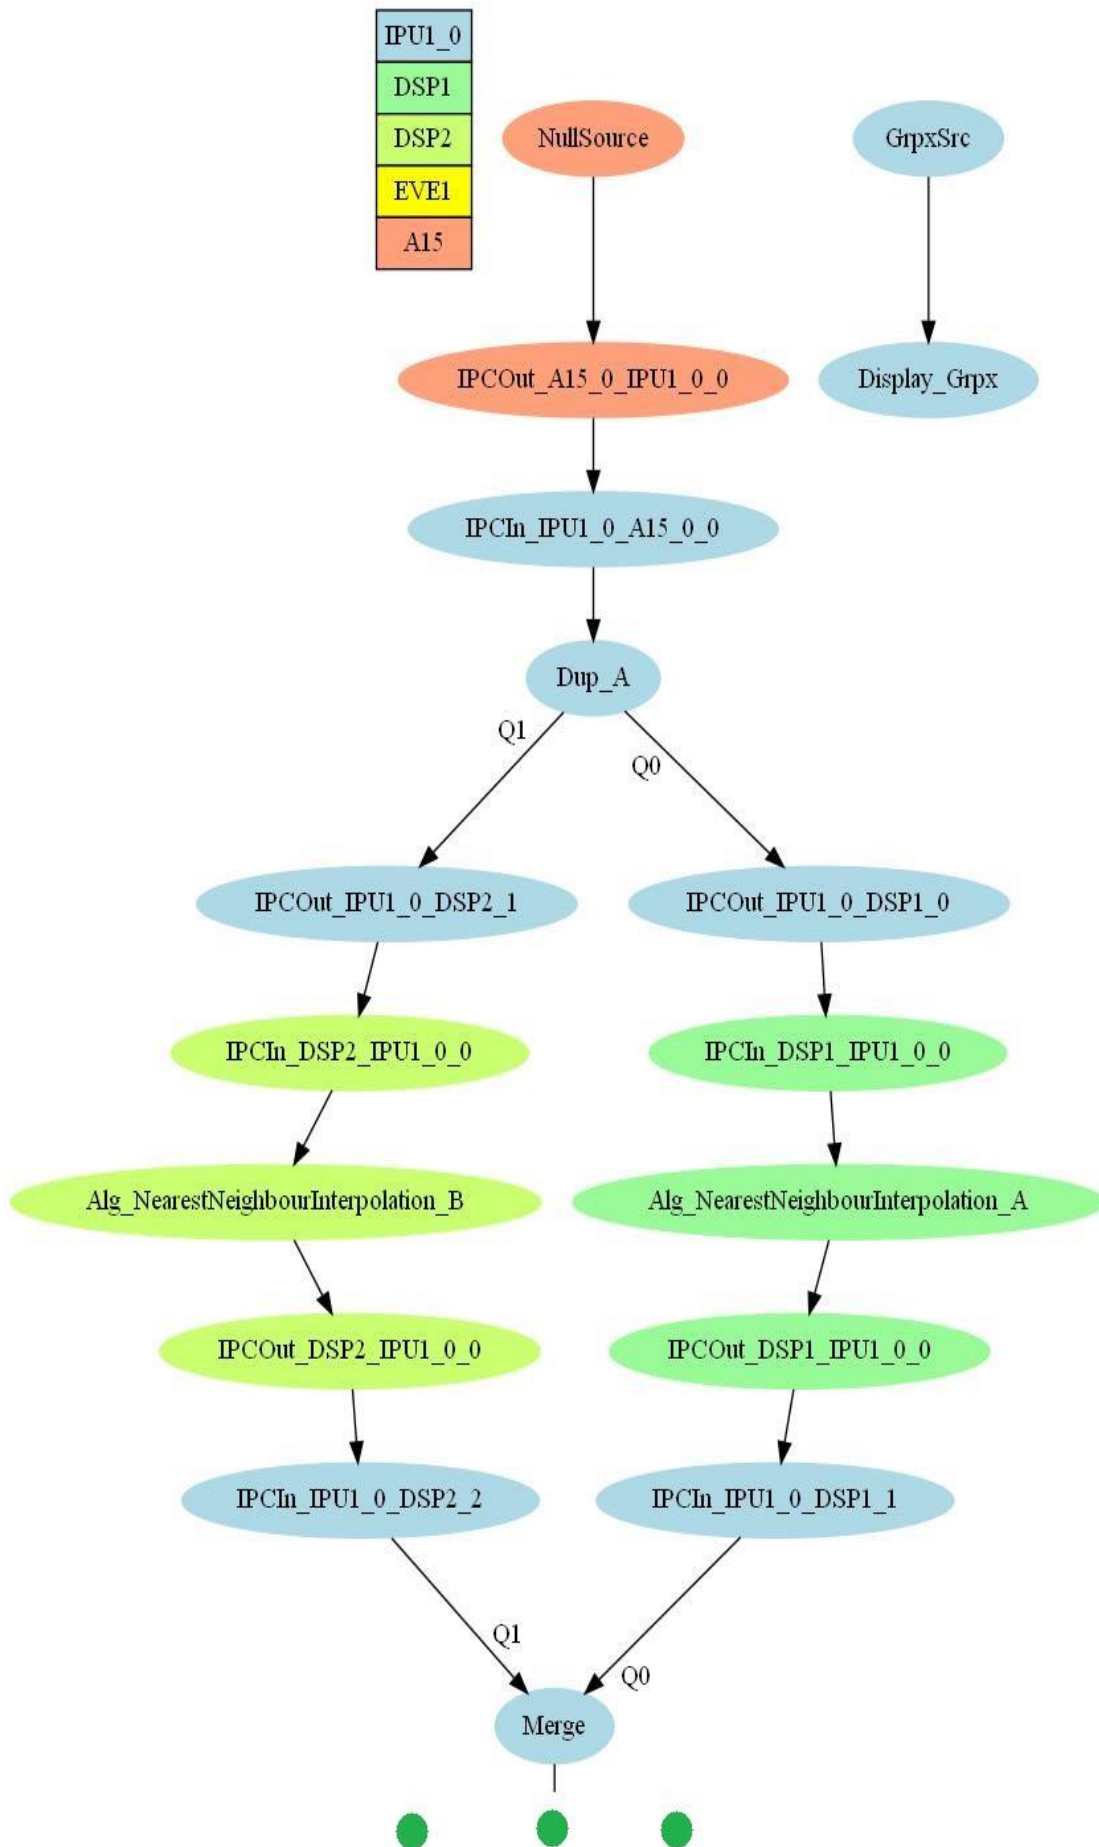 IPU1_0
DSP1
DSP2
EVE1
A15
NullSource
GrpxSrc
IPCOut_A15_0_IPU1_0_0
Display_Grpx
IPCIn_IPU1_0_A15_0_0
Dup_A
Q1
Q0
IPCOut_IPU1_0_DSP2_1
IPCOut_IPU1_0_DSP1_0
IPCIn_DSP2_IPU1_0_0
IPCIn_DSP1_IPU1_0_0
Alg_NearestNeighbourInterpolation_B
Alg_NearestNeighbourInterpolation_A
IPCOut_DSP2_IPU1_0_0
IPCOut_DSP1_IPU1_0_0
IPCIn_IPU1_0_DSP2_2
IPCIn_IPU1_0_DSP1_1
Q1
Q0
Merge